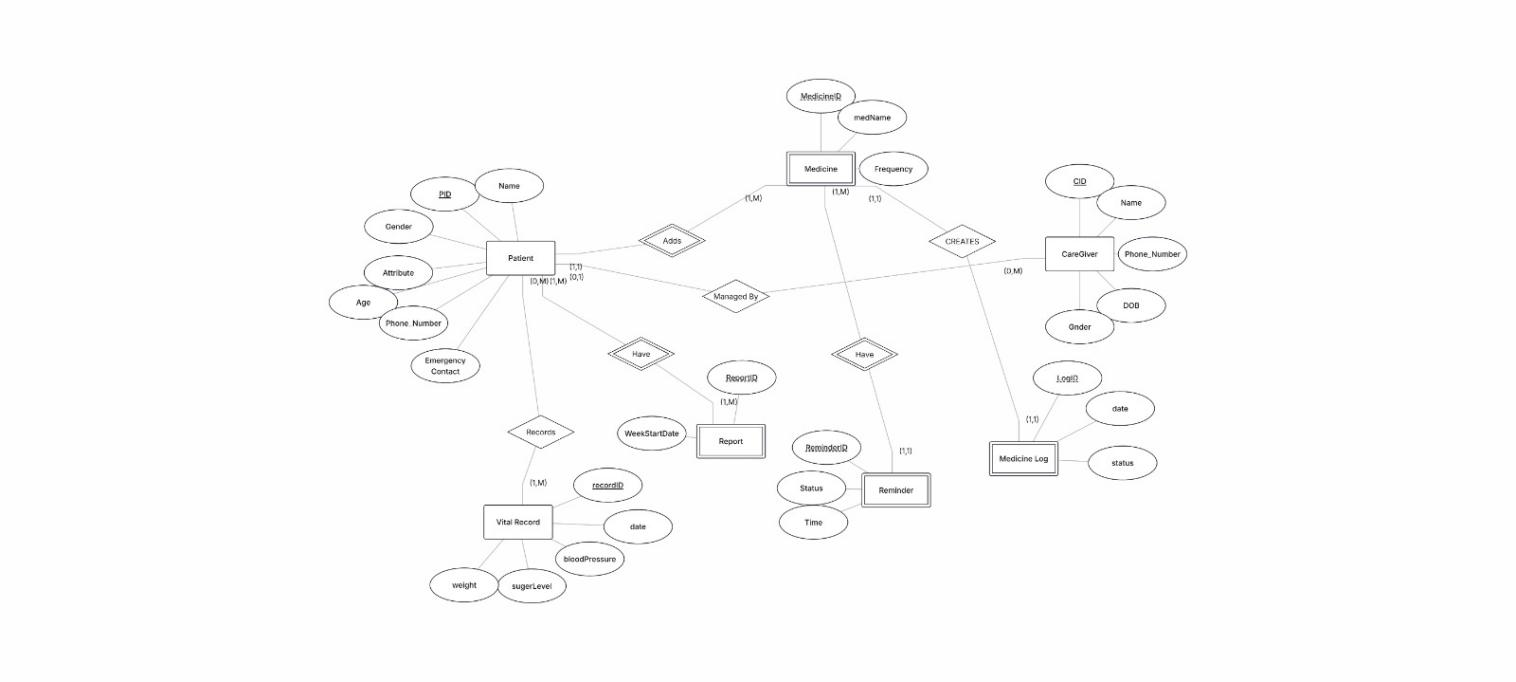 MedicineID
medName
Medicine
Frequency
(1,M)
(1,M)
(1,1)
PID
Name
Gender
Attribute
Age
Phone_Number
Emergency
Contact
Patient
(1,1)
(0,1)
(0,M)
(1,M)
Adds
Managed By
CREATES
(0,M)
CID
Name
CareGiver
Phone_Number
DOB
Gnder
Have
Have
ReportID
(1,M)
WeekStartDate
Report
Records
(1,M)
recordID
Vital Record
date
bloodPressure
weight
sugerLevel
ReminderID
(1,1)
Status
Reminder
Time
LogID
date
(1,1)
Medicine Log
status